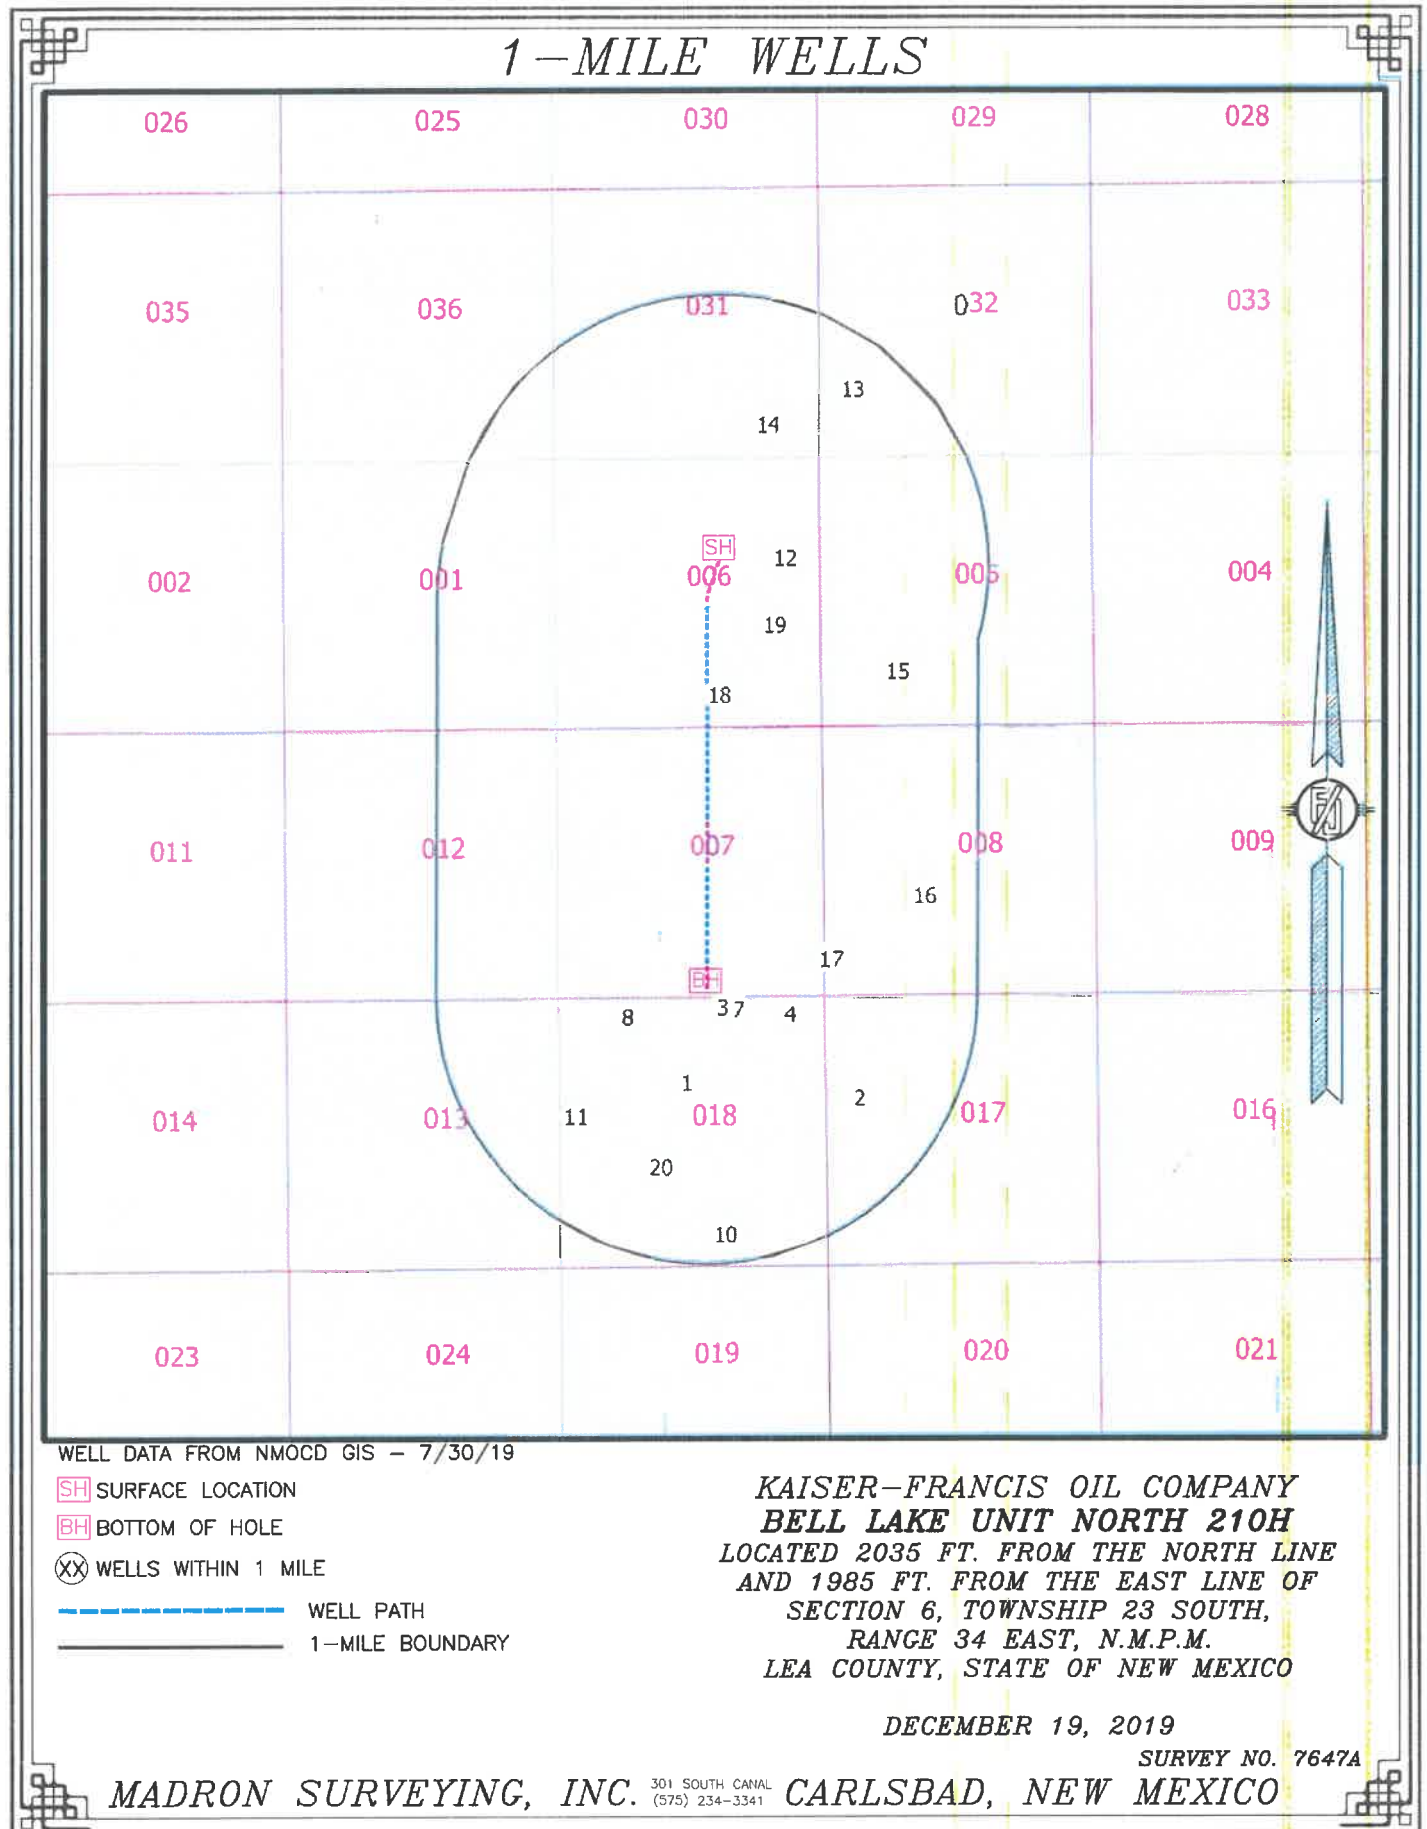 1-MILE WELLS
026 025 030 029 028
035 036 031 032 033
13
14
SH 12
002 001 006 005 004
19
15
18
011 012 007 008 009
16
17
BH
8 3 7 4
1 2
014 11 013 018 017 016
20
10
023 024 019 020 021
WELL DATA FROM NMOCD GIS - 7/30/19
SH SURFACE LOCATION
BH BOTTOM OF HOLE
XX WELLS WITHIN 1 MILE
WELL PATH
1-MILE BOUNDARY
KAISER-FRANCIS OIL COMPANY
BELL LAKE UNIT NORTH 210H
LOCATED 2035 FT. FROM THE NORTH LINE
AND 1985 FT. FROM THE EAST LINE OF
SECTION 6, TOWNSHIP 23 SOUTH,
RANGE 34 EAST, N.M.P.M.
LEA COUNTY, STATE OF NEW MEXICO
DECEMBER 19, 2019
SURVEY NO. 7647A
MADRON SURVEYING, INC. 301 SOUTH CANAL (575) 234-3341 CARLSBAD, NEW MEXICO